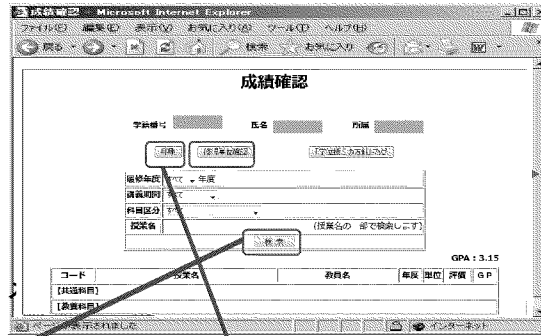 成績確認 - Microsoft Internet Explorer
ファイル(F) 編集(E) 表示(V) お気に入り(A) ツール(T) ヘルプ(H)
戻る 検索 お気に入り
成績確認
学籍番号 氏名 所属
印刷 修得単位確認
履修年度 すべて 年度
講義期間 すべて
科目区分 すべて
授業名 (授業名の一部で検索します)
検索
GPA : 3.15
コード 授業名 教員名 年度 単位 評価 GP
【共通科目】
【教養科目】
ページが表示されました インターネット